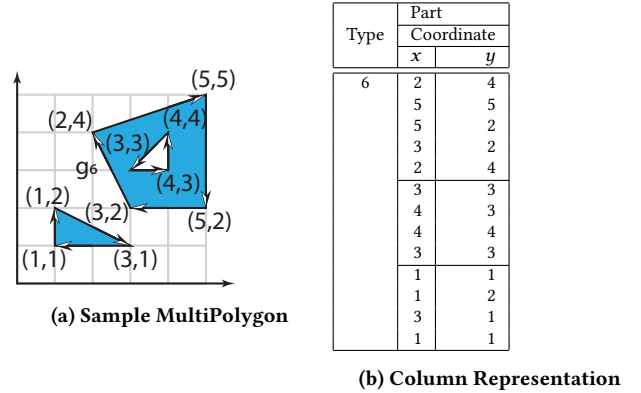 (5,5)
(2,4)
(4,4)
(3,3)
g₆
(4,3)
(1,2)
(3,2)
(5,2)
(1,1)
(3,1)
(a) Sample MultiPolygon
Part
Type
Coordinate
x y
6 2 4
5 5
5 2
3 2
2 4
3 3
4 3
4 4
3 3
1 1
1 2
3 1
1 1
(b) Column Representation